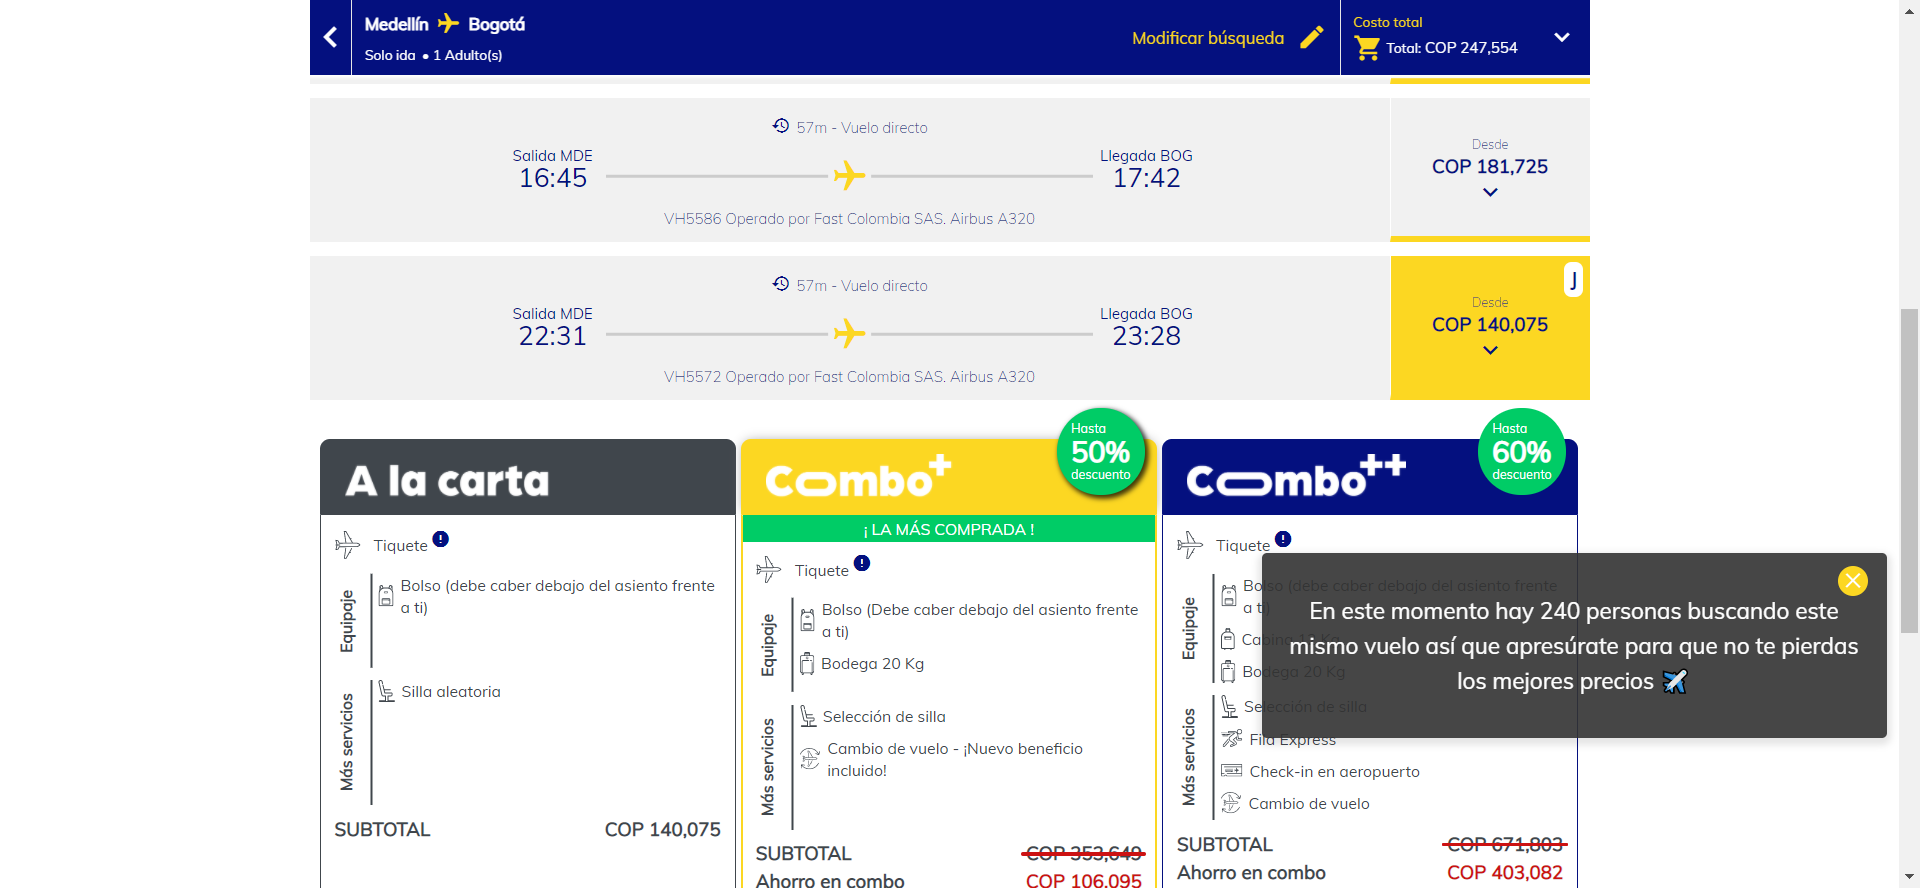 Medellín Bogotá
Solo ida • 1 Adulto(s)
Modificar búsqueda
Costo total
Total: COP 247,554
57m - Vuelo directo
Salida MDE
16:45
Llegada BOG
17:42
VH5586 Operado por Fast Colombia SAS. Airbus A320
Desde
COP 181,725
57m - Vuelo directo
Salida MDE
22:31
Llegada BOG
23:28
VH5572 Operado por Fast Colombia SAS. Airbus A320
J
Desde
COP 140,075
A la carta
Tiquete
Equipaje
Bolso (debe caber debajo del asiento frente
a ti)
Más servicios
Silla aleatoria
SUBTOTAL COP 140,075
Combo+
Hasta
50%
descuento
¡ LA MÁS COMPRADA !
Tiquete
Equipaje
Bolso (Debe caber debajo del asiento frente
a ti)
Bodega 20 Kg
Más servicios
Selección de silla
Cambio de vuelo - ¡Nuevo beneficio
incluido!
SUBTOTAL COP 353,649
Ahorro en combo COP 106,095
Combo++
Hasta
60%
descuento
Tiquete
Equipaje
Bolso (debe caber debajo del asiento frente
a ti)
Cabina
Bodega 20 Kg
Más servicios
Selección de silla
Fila Express
Check-in en aeropuerto
Cambio de vuelo
SUBTOTAL COP 671,803
Ahorro en combo COP 403,082
En este momento hay 240 personas buscando este
mismo vuelo así que apresúrate para que no te pierdas
los mejores precios